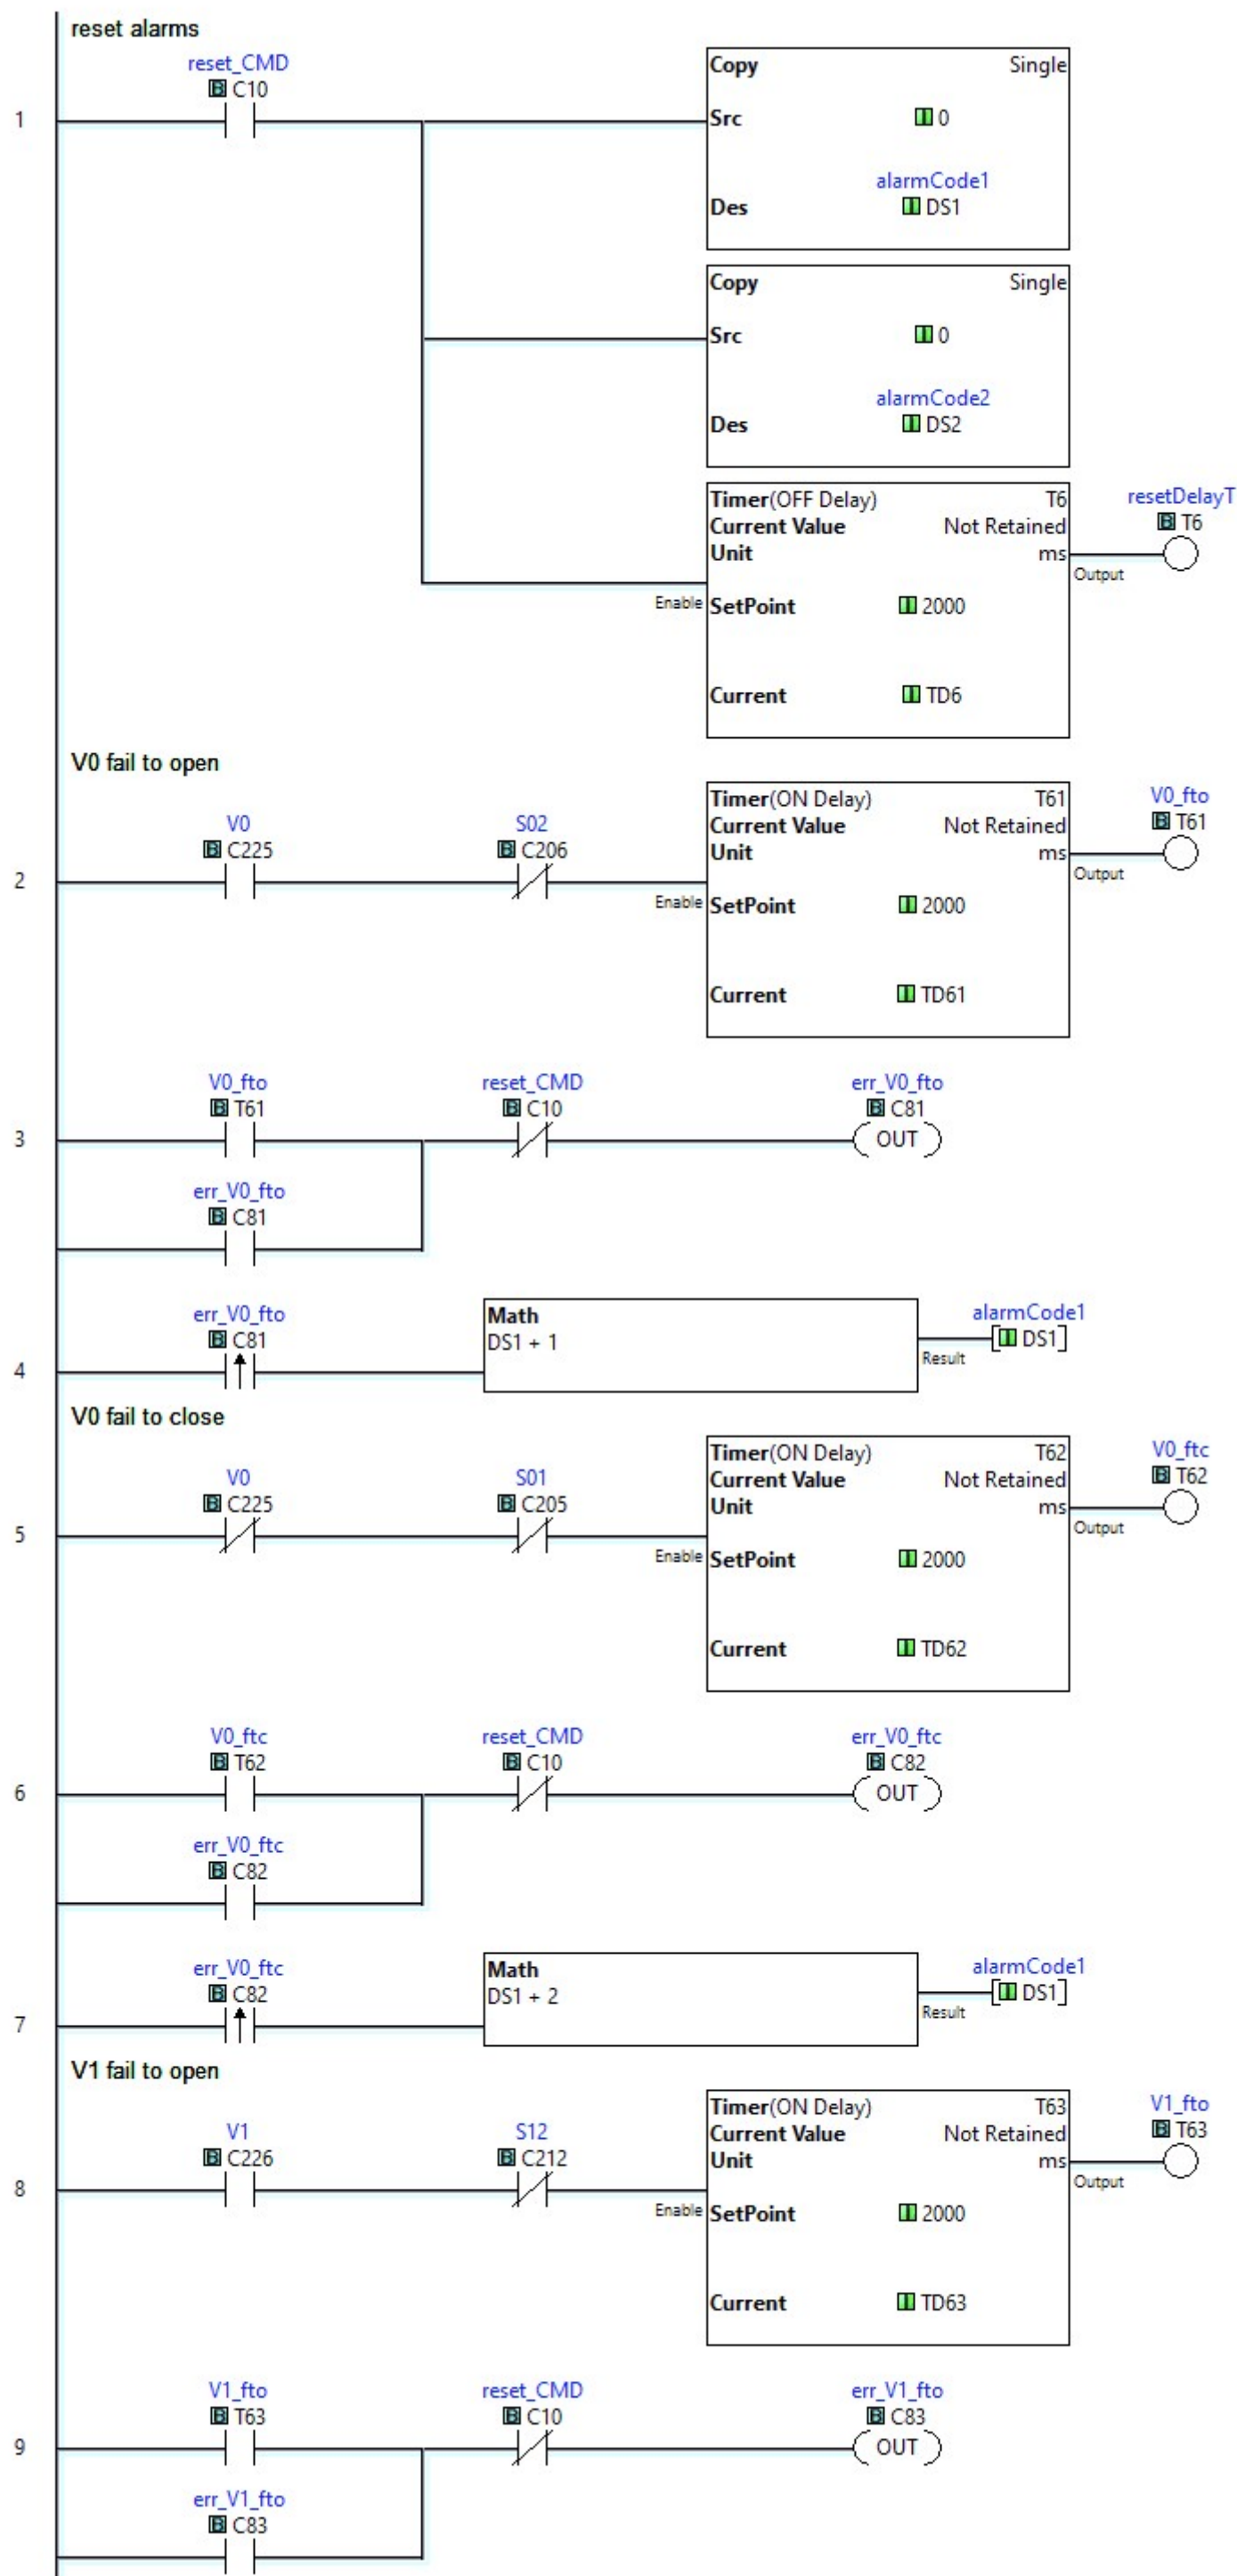 reset alarms
reset_CMD
C10
1
Copy Single
Src 0
alarmCode1
Des DS1
Copy Single
Src 0
alarmCode2
Des DS2
Timer(OFF Delay) T6
Current Value Not Retained
Unit ms
Enable SetPoint 2000
Current TD6
Output
resetDelayT
T6
V0 fail to open
2
V0
C225
S02
C206
Timer(ON Delay) T61
Current Value Not Retained
Unit ms
Enable SetPoint 2000
Current TD61
Output
V0_fto
T61
3
V0_fto
T61
reset_CMD
C10
err_V0_fto
C81
OUT
err_V0_fto
C81
4
err_V0_fto
C81
Math
DS1 + 1
Result
alarmCode1
DS1
V0 fail to close
5
V0
C225
S01
C205
Timer(ON Delay) T62
Current Value Not Retained
Unit ms
Enable SetPoint 2000
Current TD62
Output
V0_ftc
T62
6
V0_ftc
T62
reset_CMD
C10
err_V0_ftc
C82
OUT
err_V0_ftc
C82
7
err_V0_ftc
C82
Math
DS1 + 2
Result
alarmCode1
DS1
V1 fail to open
8
V1
C226
S12
C212
Timer(ON Delay) T63
Current Value Not Retained
Unit ms
Enable SetPoint 2000
Current TD63
Output
V1_fto
T63
9
V1_fto
T63
reset_CMD
C10
err_V1_fto
C83
OUT
err_V1_fto
C83